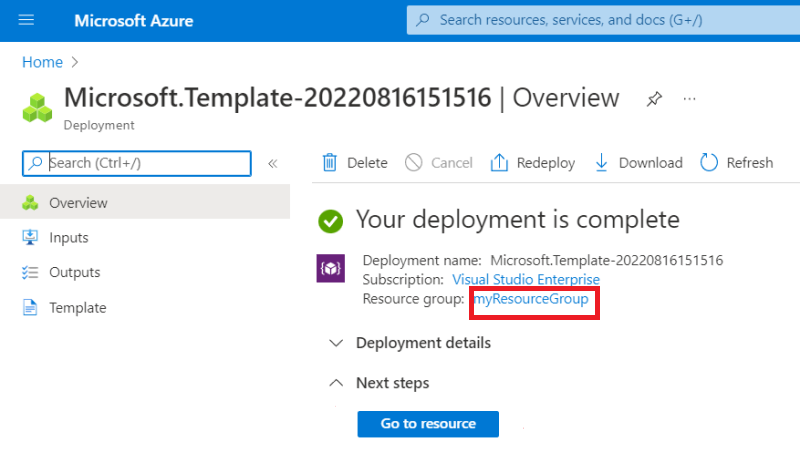 Microsoft Azure
Search resources, services, and docs (G+/)
Home >
Microsoft.Template-20220816151516 | Overview ...
Deployment
Search (Ctrl+/) «
Delete Cancel Redeploy Download Refresh
Overview
Inputs
Outputs
Template
Your deployment is complete
Deployment name: Microsoft.Template-20220816151516
Subscription: Visual Studio Enterprise
Resource group: myResourceGroup
Deployment details
Next steps
Go to resource